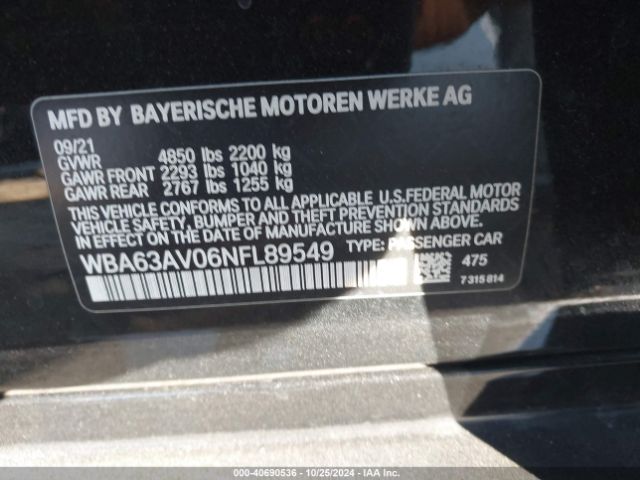 MFD BY BAYERISCHE MOTOREN WERKE AG
09/21
GVWR 4850 lbs 2200 kg
GAWR FRONT 2293 lbs 1040 kg
GAWR REAR 2767 lbs 1255 kg
THIS VEHICLE CONFORMS TO ALL APPLICABLE U.S.FEDERAL MOTOR
VEHICLE SAFETY, BUMPER AND THEFT PREVENTION STANDARDS
IN EFFECT ON THE DATE OF MANUFACTURE SHOWN ABOVE
WBA63AV06NFL89549 TYPE: PASSENGER CAR
475
7 315 814
000-40690536 - 10/25/2024 - IAA Inc.